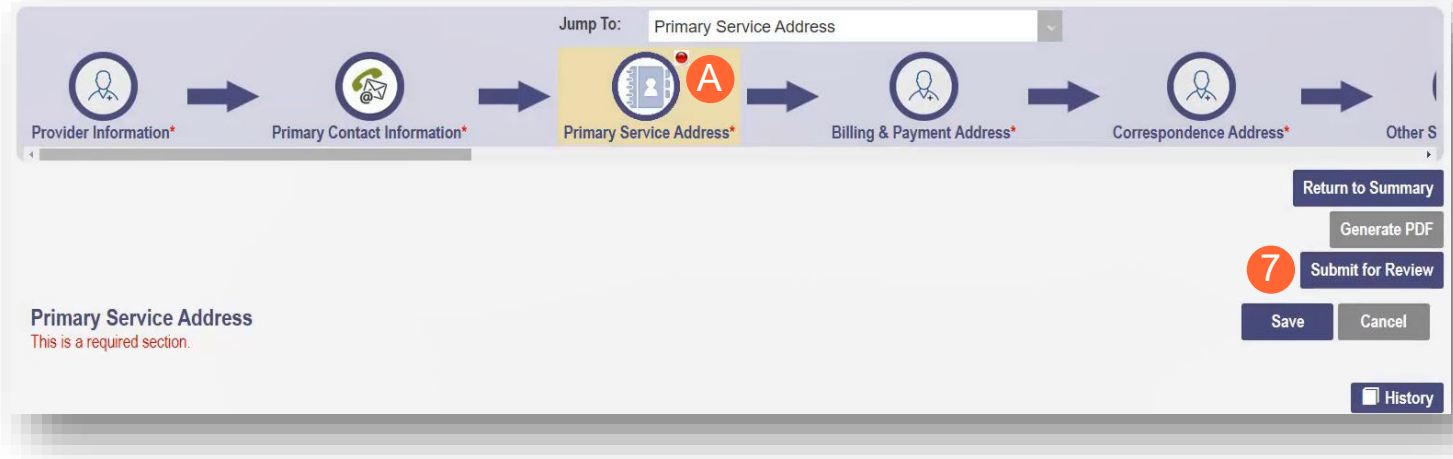 Jump To: Primary Service Address
A
Provider Information* Primary Contact Information* Primary Service Address* Billing & Payment Address* Correspondence Address* Other S
Return to Summary
Generate PDF
7 Submit for Review
Primary Service Address
Save Cancel
This is a required section.
History